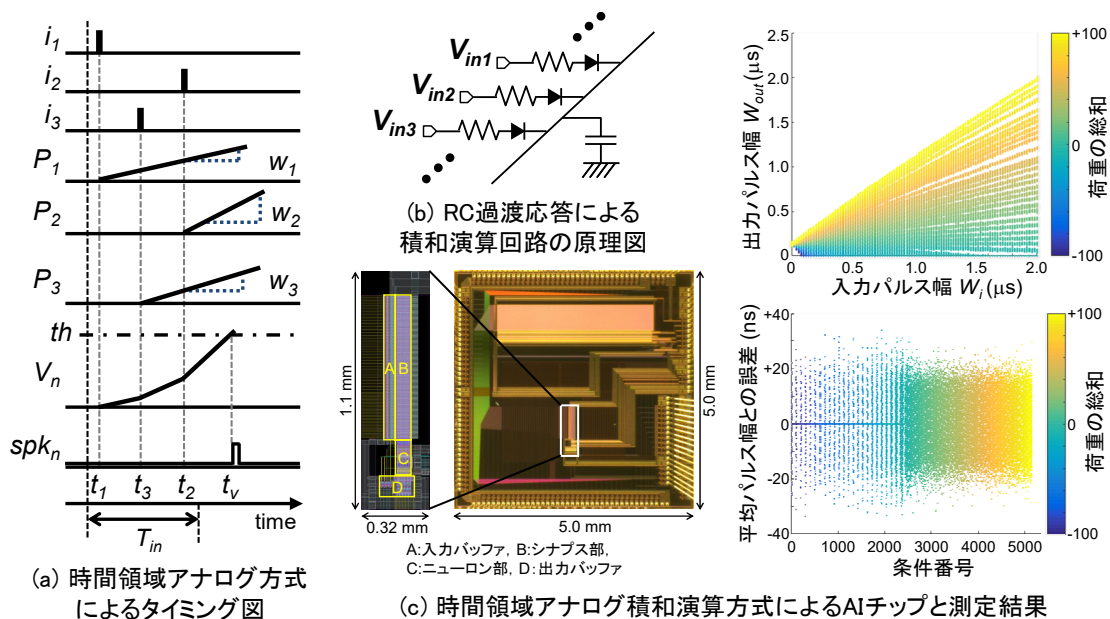 i1
i2
i3
P1
w1
P2
w2
P3
w3
th
Vn
spkn
t1 t3 t2 tv
time
Tin
(a) 時間領域アナログ方式
によるタイミング図
Vin1
Vin2
Vin3
(b) RC過渡応答による
積和演算回路の原理図
1.1 mm
A B
C
D
0.32 mm
5.0 mm
5.0 mm
A:入力バッファ, B:シナプス部,
C:ニューロン部, D:出力バッファ
出力パルス幅 Wout(μs)
2.5
2.0
1.5
1.0
0.5
0
0 0.5 1.0 1.5 2.0
入力パルス幅 Wi(μs)
+100
0
-100
荷重の総和
平均パルス幅との誤差 (ns)
+40
+20
0
-20
-40
0 1000 2000 3000 4000 5000
条件番号
+100
0
-100
荷重の総和
(c) 時間領域アナログ積和演算方式によるAIチップと測定結果